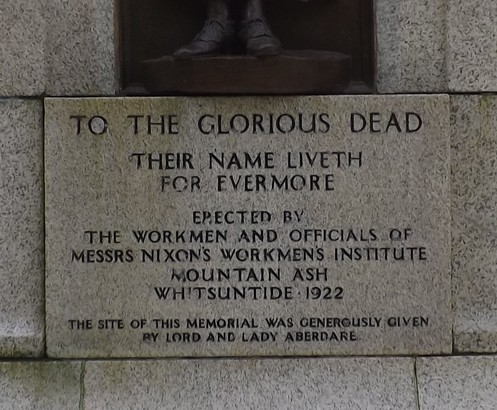 TO THE GLORIOUS DEAD
THEIR NAME LIVETH
FOR EVERMORE
ERECTED BY
THE WORKMEN AND OFFICIALS OF
MESSRS NIXON'S WORKMEN'S INSTITUTE
MOUNTAIN ASH
WHITSUNTIDE · 1922
THE SITE OF THIS MEMORIAL WAS GENEROUSLY GIVEN
BY LORD AND LADY ABERDARE